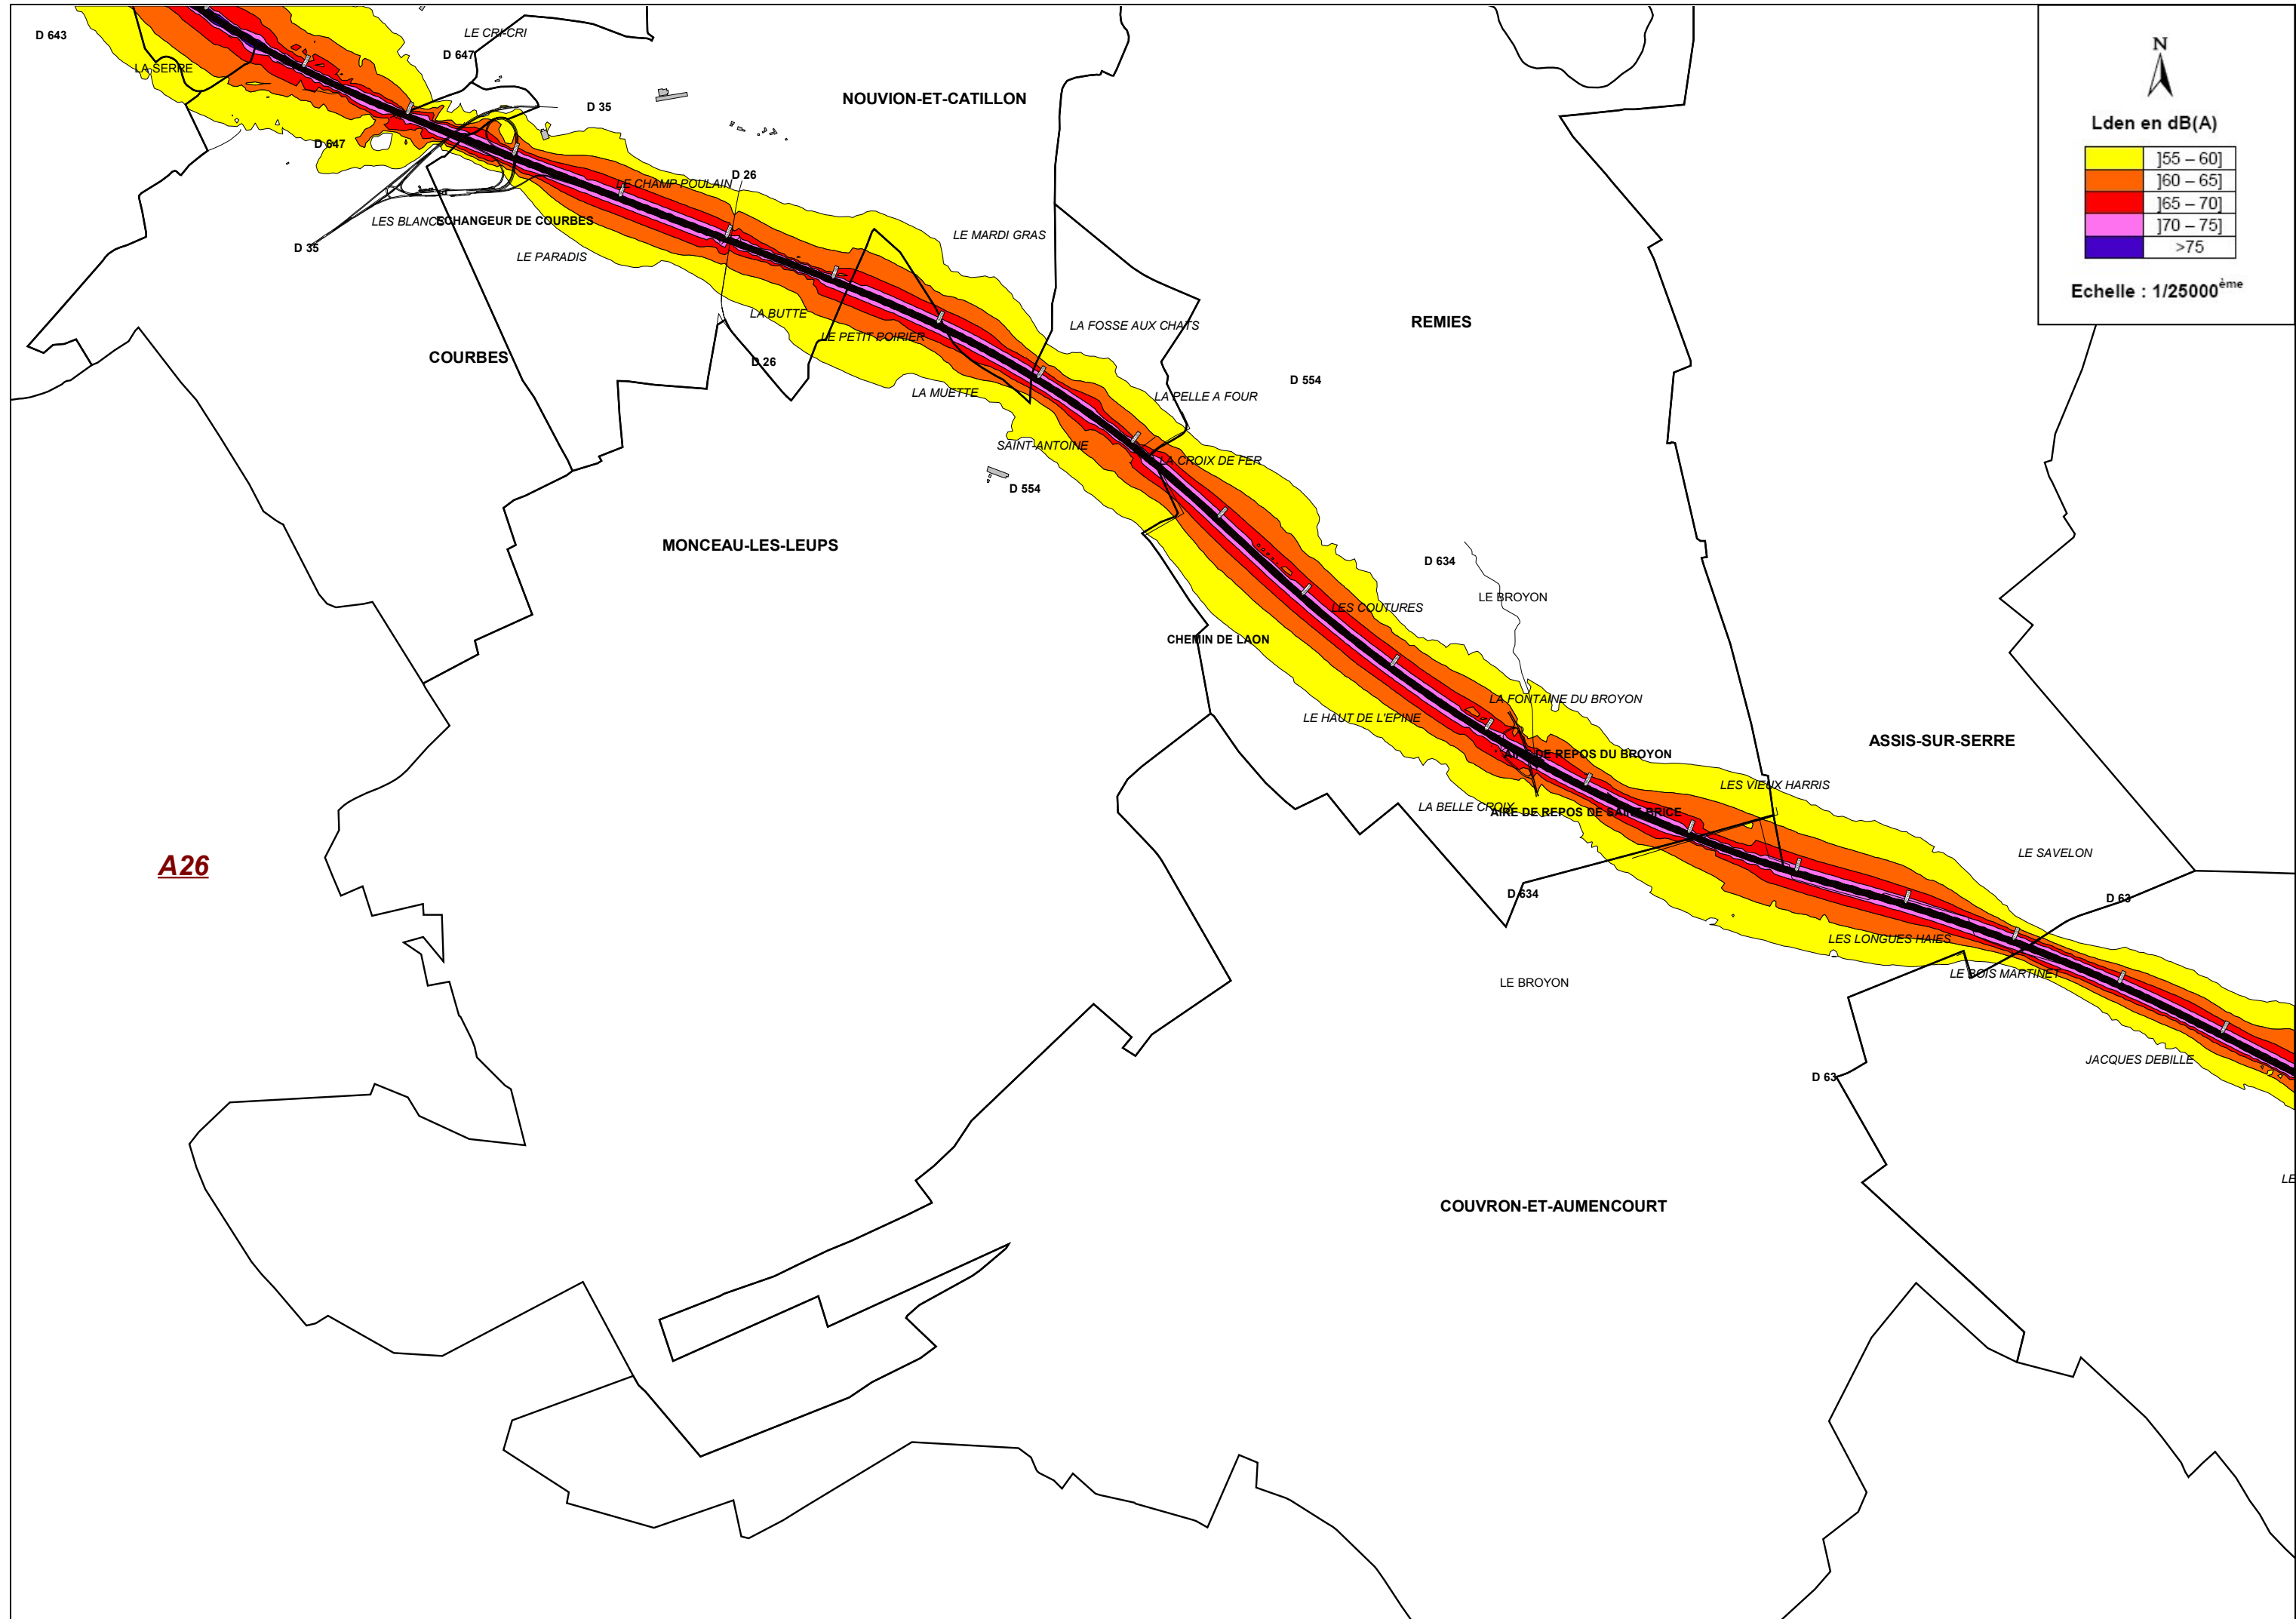 D 643
LE CRI-CRI
D 647
LA SERRE
D 35
NOUVION-ET-CATILLON
D 647
LE CHAMP POULAIN
D 26
LES BLANCS
ECHANGEUR DE COURBES
D 35
LE PARADIS
LE MARDI GRAS
LA BUTTE
LE PETIT POIRIER
LA FOSSE AUX CHATS
REMIES
COURBES
D 26
D 554
LA MUETTE
LA PELLE A FOUR
SAINT-ANTOINE
LA CROIX DE FER
D 554
MONCEAU-LES-LEUPS
D 634
LE BROYON
LES COUTURES
CHEMIN DE LAON
LA FONTAINE DU BROYON
LE HAUT DE L'EPINE
ASSIS-SUR-SERRE
AIRE DE REPOS DU BROYON
LES VIEUX HARRIS
LA BELLE CROIX
AIRE DE REPOS DE SAINT-BRICE
LE SAVELON
A26
D 634
D 63
LES LONGUES HAIES
LE BOIS MARTINET
LE BROYON
JACQUES DEBILLE
D 63
LE
COUVRON-ET-AUMENCOURT
N
Lden en dB(A)
]55 – 60]
]60 – 65]
]65 – 70]
]70 – 75]
>75
Echelle : 1/25000ème